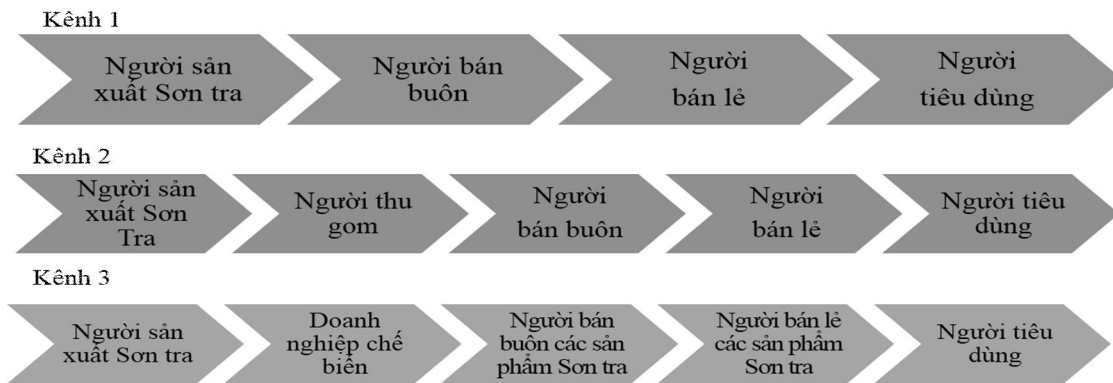 Kênh 1
Người sản
xuất Sơn tra
Người bán
buôn
Người
bán lẻ
Người
tiêu dùng
Kênh 2
Người sản
xuất Sơn
Tra
Người thu
gom
Người
bán buôn
Người
bán lẻ
Người tiêu
dùng
Kênh 3
Người sản
xuất Sơn tra
Doanh
nghiệp chế
biến
Người bán
buôn các sản
phẩm Sơn tra
Người bán lẻ
các sản phẩm
Sơn tra
Người tiêu
dùng